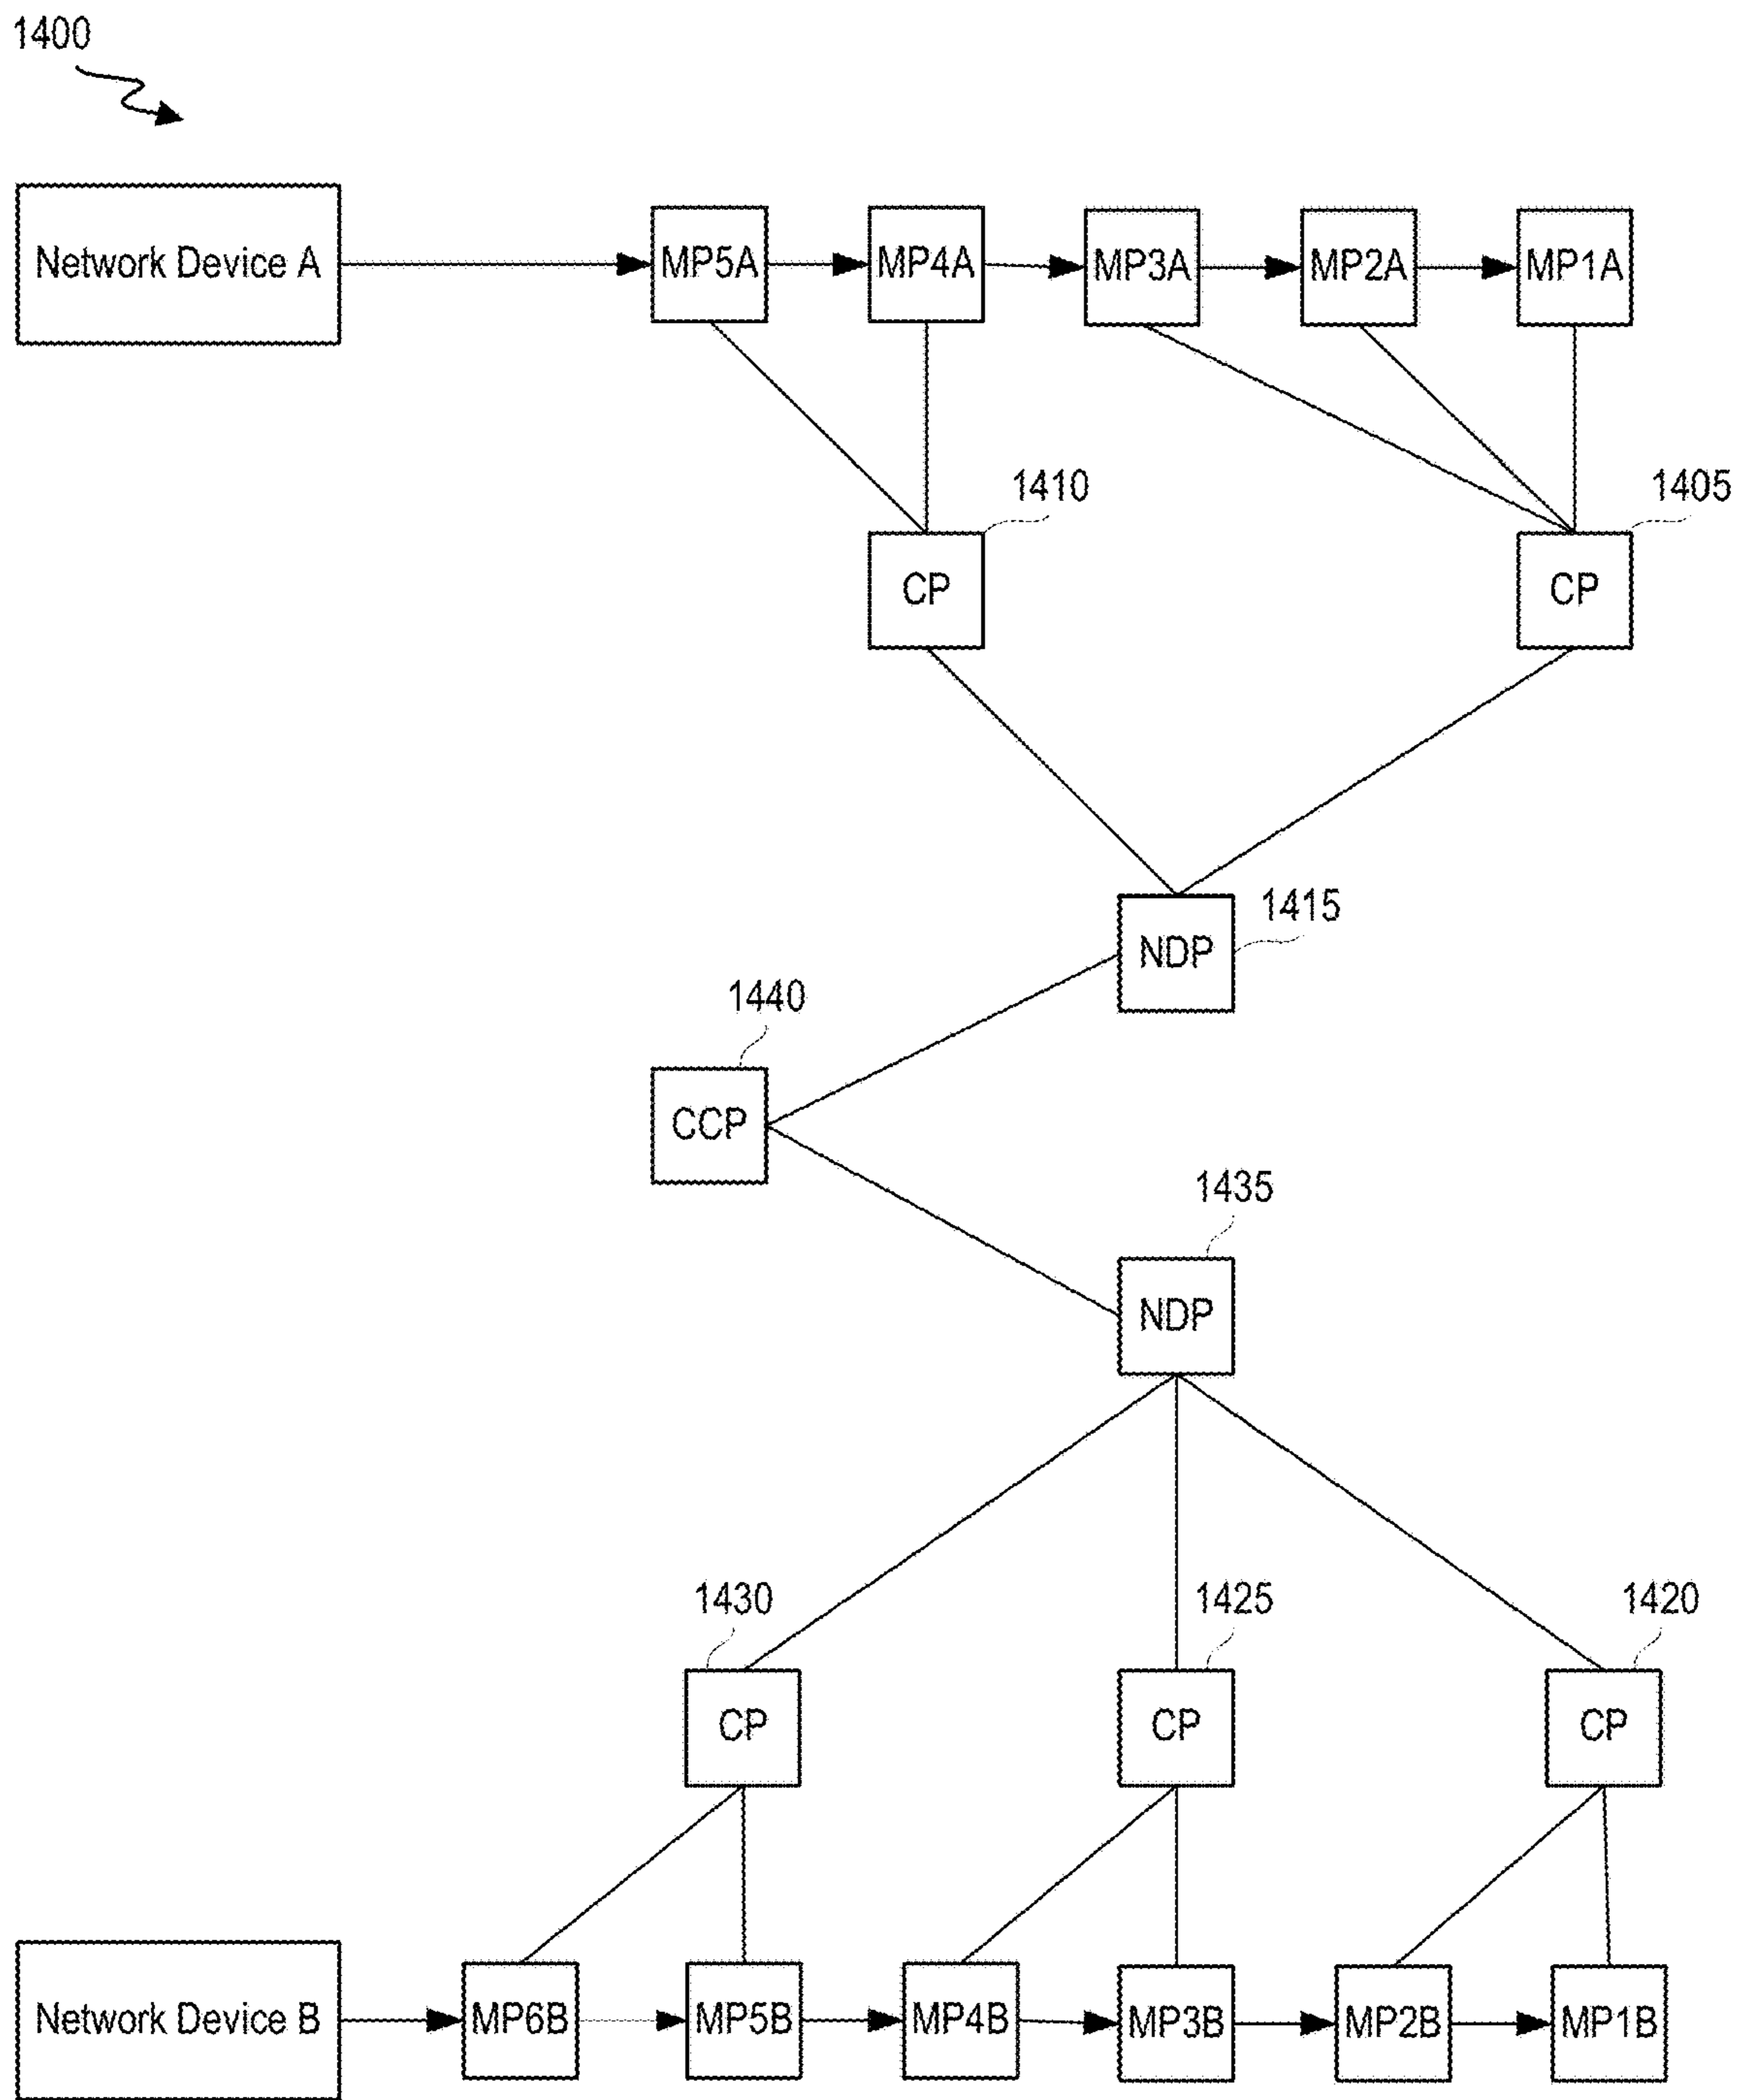 1400
Network Device A
MP5A
MP4A
MP3A
MP2A
MP1A
1410
1405
CP
CP
1415
NDP
1440
CCP
1435
NDP
1430
1425
1420
CP
CP
CP
Network Device B
MP6B
MP5B
MP4B
MP3B
MP2B
MP1B